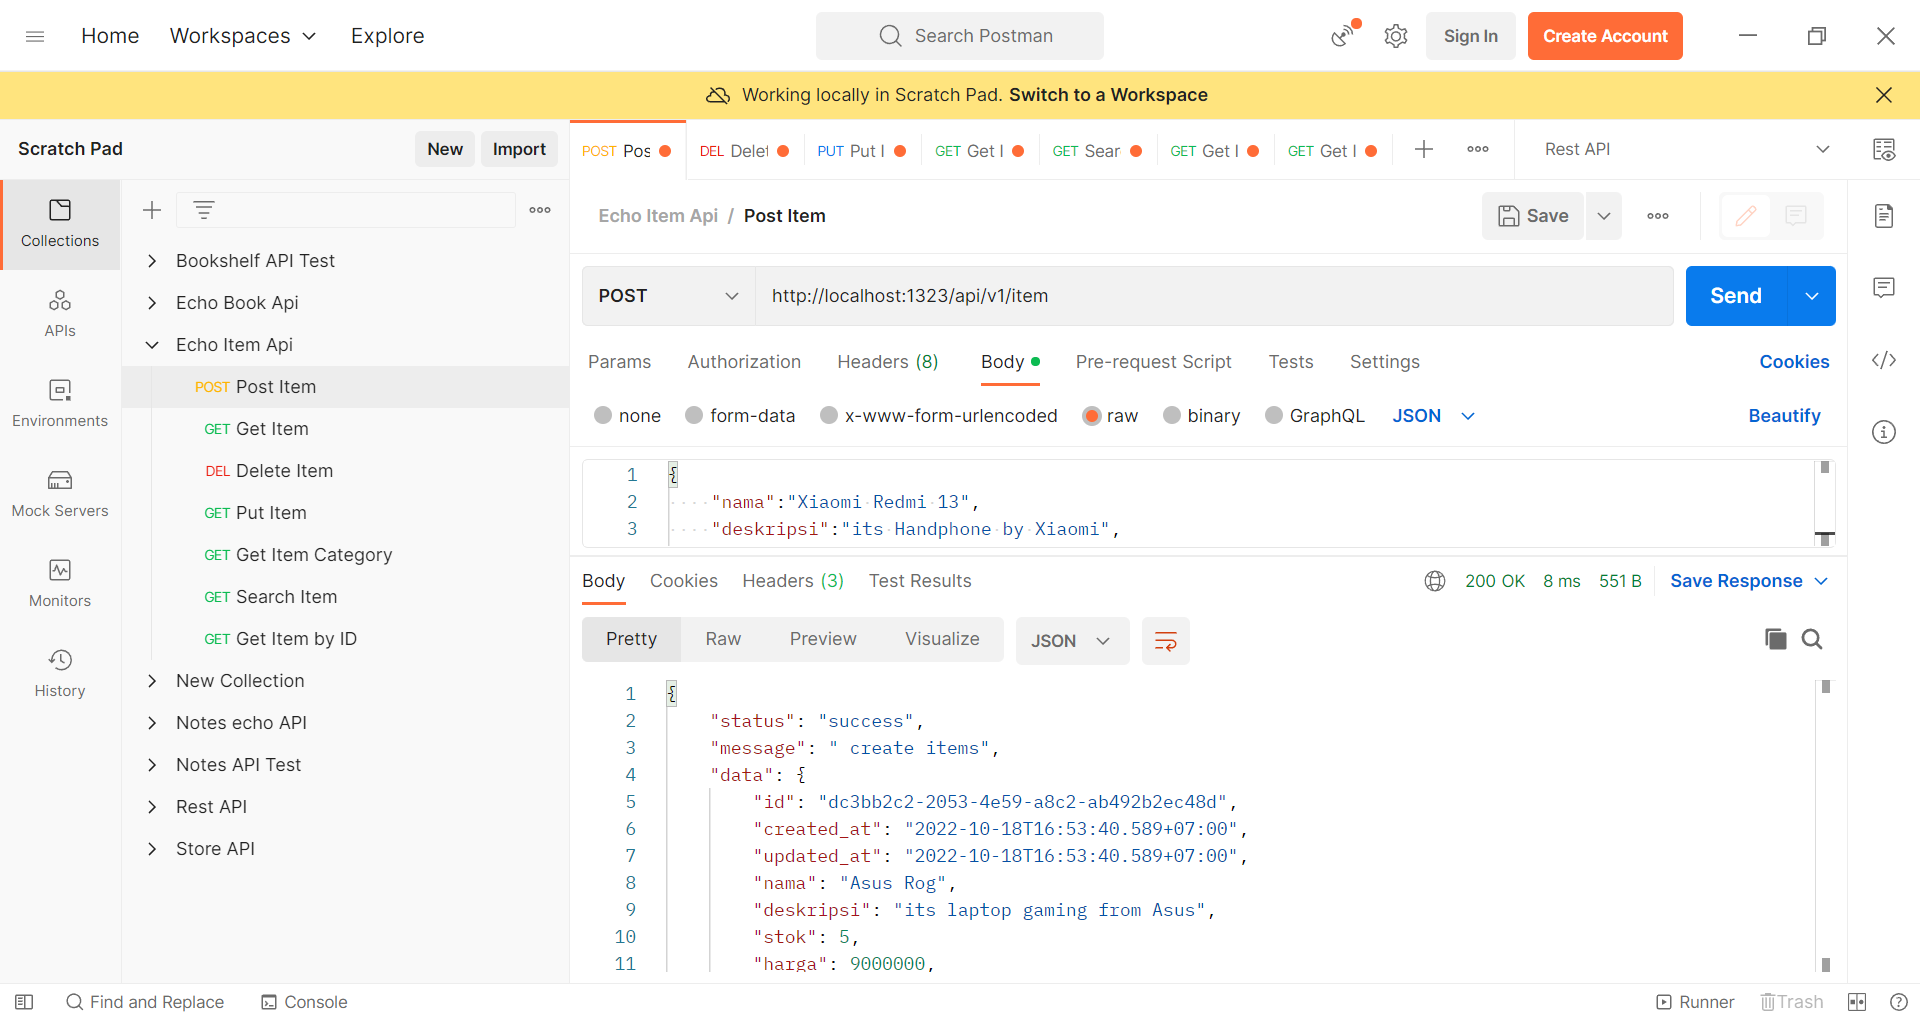 Home Workspaces Explore Search Postman Sign In Create Account
Working locally in Scratch Pad. Switch to a Workspace
Scratch Pad New Import
POST Pos DEL Delet PUT Put I GET Get I GET Sear GET Get I GET Get I Rest API
Collections
APIs
Environments
Mock Servers
Monitors
History
Bookshelf API Test
Echo Book Api
Echo Item Api
POST Post Item
GET Get Item
DEL Delete Item
GET Put Item
GET Get Item Category
GET Search Item
GET Get Item by ID
New Collection
Notes echo API
Notes API Test
Rest API
Store API
Echo Item Api / Post Item Save
POST http://localhost:1323/api/v1/item Send
Params Authorization Headers (8) Body Pre-request Script Tests Settings Cookies
none form-data x-www-form-urlencoded raw binary GraphQL JSON Beautify
1 {
2 "nama":"Xiaomi Redmi 13",
3 "deskripsi":"its Handphone by Xiaomi",
Body Cookies Headers (3) Test Results 200 OK 8 ms 551 B Save Response
Pretty Raw Preview Visualize JSON
1 {
2 "status": "success",
3 "message": " create items",
4 "data": {
5 "id": "dc3bb2c2-2053-4e59-a8c2-ab492b2ec48d",
6 "created_at": "2022-10-18T16:53:40.589+07:00",
7 "updated_at": "2022-10-18T16:53:40.589+07:00",
8 "nama": "Asus Rog",
9 "deskripsi": "its laptop gaming from Asus",
10 "stok": 5,
11 "harga": 9000000,
Find and Replace Console Runner Trash